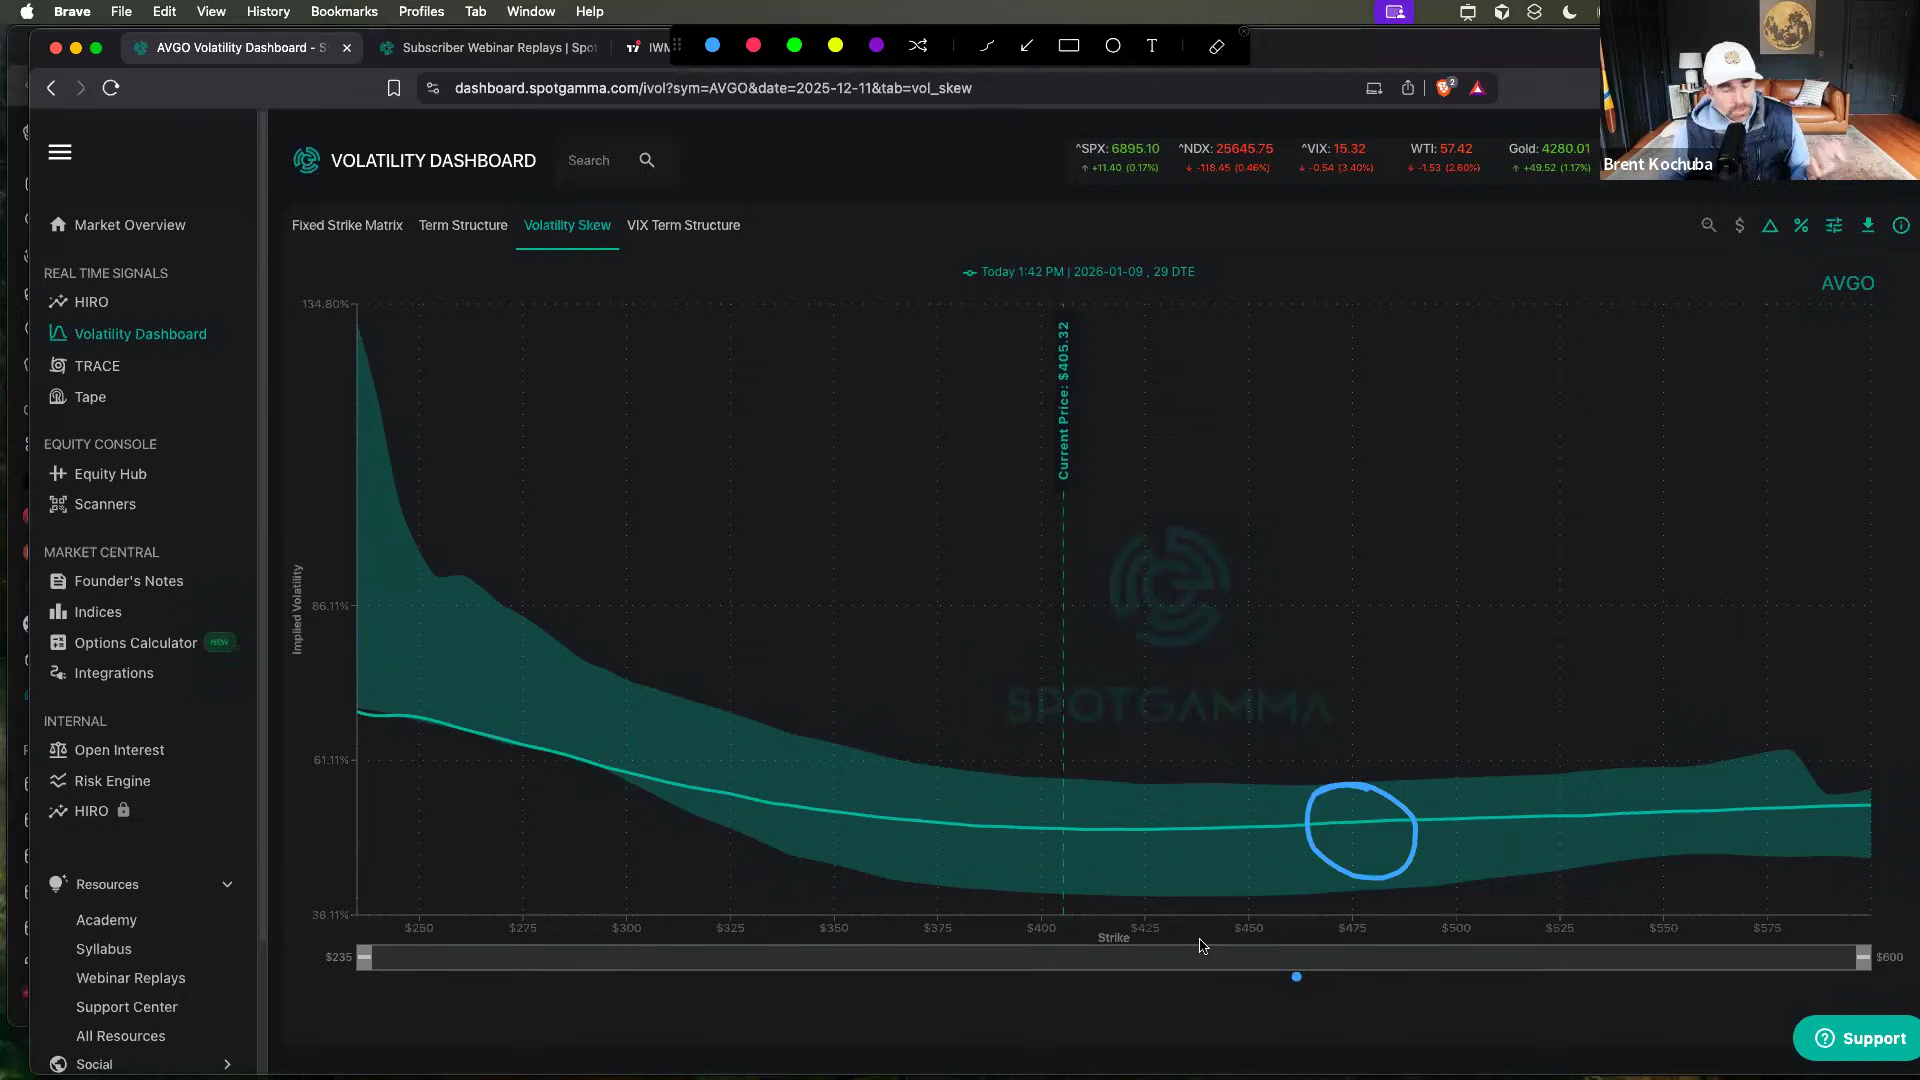 Brave File Edit View History Bookmarks Profiles Tab Window Help
AVGO Volatility Dashboard - S
Subscriber Webinar Replays | Spot
IWM
T
dashboard.spotgamma.com/ivol?sym=AVGO&date=2025-12-11&tab=vol_skew
2
Brent Kochuba
VOLATILITY DASHBOARD
Search
^SPX: 6895.10 ^NDX: 25645.75 ^VIX: 15.32 WTI: 57.42 Gold: 4280.01
↑ +11.40 (0.17%) ↓ -118.45 (0.46%) ↓ -0.54 (3.40%) ↓ -1.53 (2.60%) ↑ +49.52 (1.17%)
Fixed Strike Matrix Term Structure Volatility Skew VIX Term Structure
Market Overview
REAL TIME SIGNALS
HIRO
Volatility Dashboard
TRACE
Tape
EQUITY CONSOLE
Equity Hub
Scanners
MARKET CENTRAL
Founder's Notes
Indices
Options Calculator NEW
Integrations
INTERNAL
Open Interest
Risk Engine
HIRO
Resources
Academy
Syllabus
Webinar Replays
Support Center
All Resources
Social
Today 1:42 PM | 2026-01-09 , 29 DTE
AVGO
134.80%
86.11%
61.11%
36.11%
Implied Volatility
Current Price: $405.32
SPOTGAMMA
$250 $275 $300 $325 $350 $375 $400 $425 $450 $475 $500 $525 $550 $575
Strike
$235 $600
Support